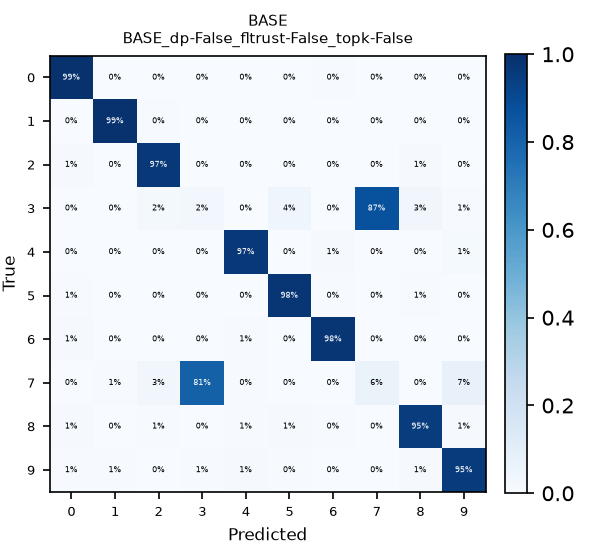 BASE
BASE_dp-False_fltrust-False_topk-False
0 99% 0% 0% 0% 0% 0% 0% 0% 0% 0%
1 0% 99% 0% 0% 0% 0% 0% 0% 0% 0%
2 1% 0% 97% 0% 0% 0% 0% 0% 1% 0%
3 0% 0% 2% 2% 0% 4% 0% 87% 3% 1%
4 0% 0% 0% 0% 97% 0% 1% 0% 0% 1%
5 1% 0% 0% 0% 0% 98% 0% 0% 1% 0%
6 1% 0% 0% 0% 1% 0% 98% 0% 0% 0%
7 0% 1% 3% 81% 0% 0% 0% 6% 0% 7%
8 1% 0% 1% 0% 1% 1% 0% 0% 95% 1%
9 1% 1% 0% 1% 1% 0% 0% 0% 1% 95%
0 1 2 3 4 5 6 7 8 9
Predicted
True
1.0
0.8
0.6
0.4
0.2
0.0